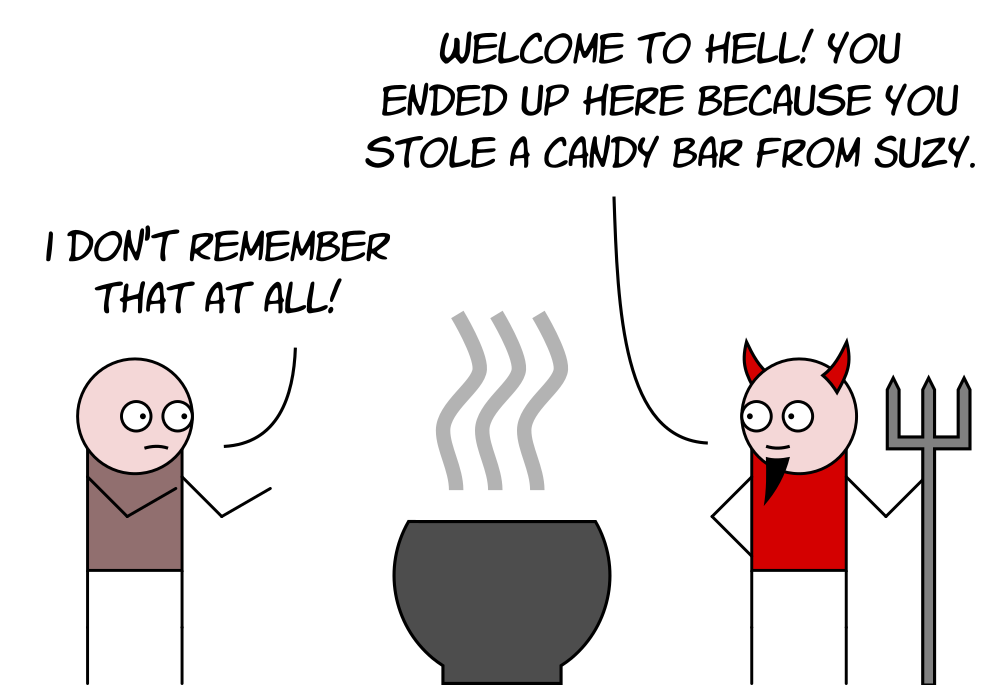 WELCOME TO HELL! YOU
ENDED UP HERE BECAUSE YOU
STOLE A CANDY BAR FROM SUZY.
I DON'T REMEMBER
THAT AT ALL!